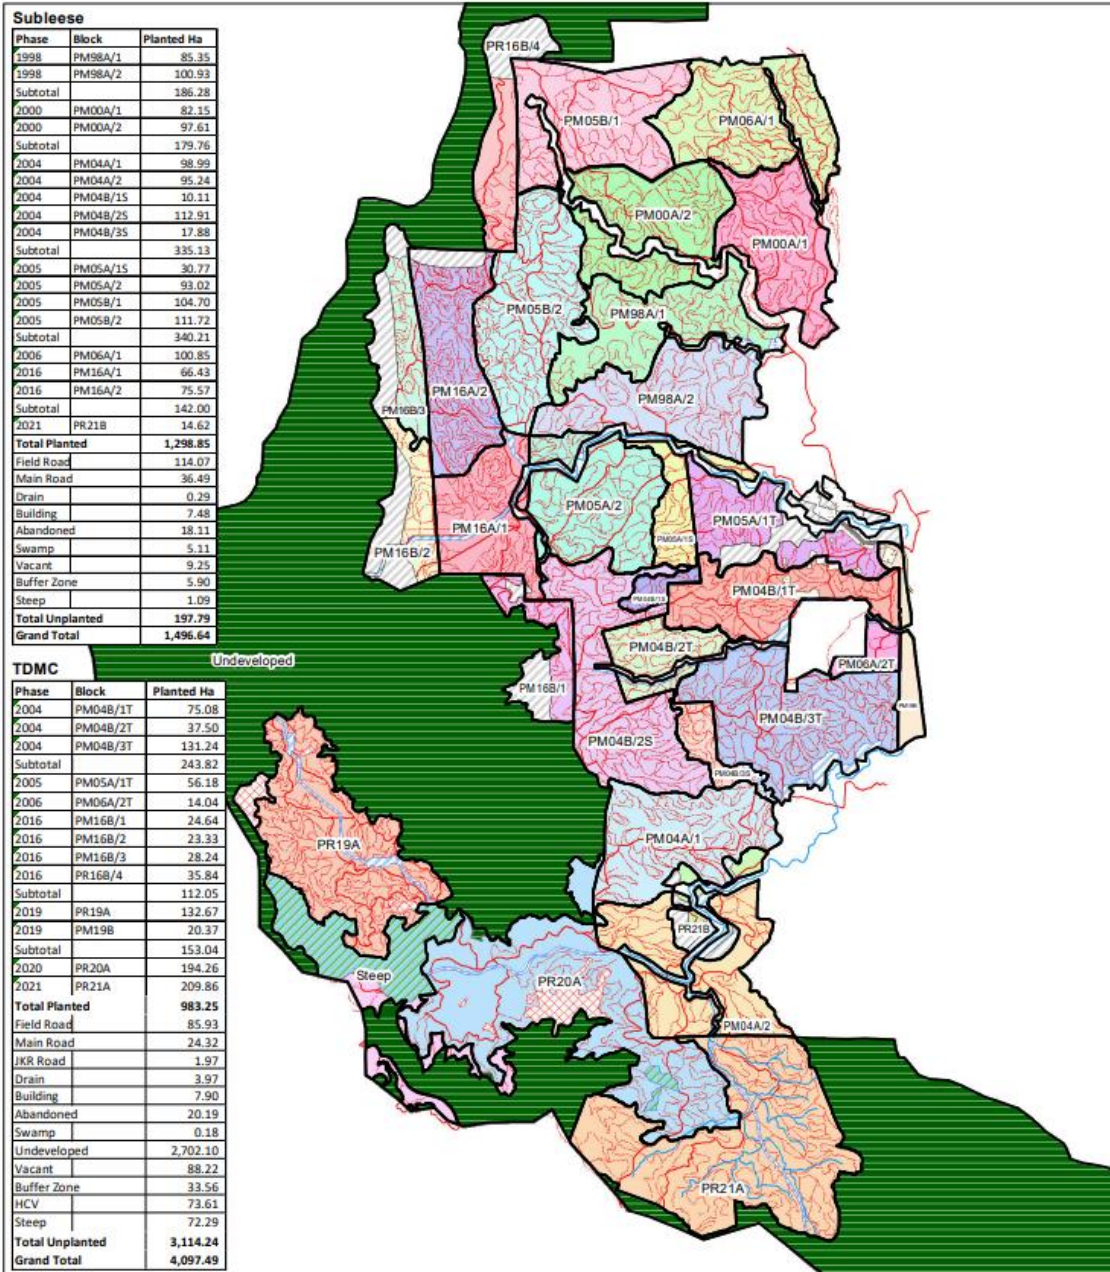 Subleese
Phase Block Planted Ha
1998 PM98A/1 85.35
1998 PM98A/2 100.93
Subtotal 186.28
2000 PM00A/1 82.15
2000 PM00A/2 97.61
Subtotal 179.76
2004 PM04A/1 98.99
2004 PM04A/2 95.24
2004 PM04B/1S 10.11
2004 PM04B/2S 112.91
2004 PM04B/3S 17.88
Subtotal 335.13
2005 PM05A/1S 30.77
2005 PM05A/2 93.02
2005 PM05B/1 104.70
2005 PM05B/2 111.72
Subtotal 340.21
2006 PM06A/1 100.85
2016 PM16A/1 66.43
2016 PM16A/2 75.57
Subtotal 142.00
2021 PR21B 14.62
Total Planted 1,298.85
Field Road 114.07
Main Road 36.49
Drain 0.29
Building 7.48
Abandoned 18.11
Swamp 5.11
Vacant 9.25
Buffer Zone 5.90
Steep 1.09
Total Unplanted 197.79
Grand Total 1,496.64
TDMC
Phase Block Planted Ha
2004 PM04B/1T 75.08
2004 PM04B/2T 37.50
2004 PM04B/3T 131.24
Subtotal 243.82
2005 PM05A/1T 56.18
2006 PM06A/2T 14.04
2016 PM16B/1 24.64
2016 PM16B/2 23.33
2016 PM16B/3 28.24
2016 PR16B/4 35.84
Subtotal 112.05
2019 PR19A 132.67
2019 PM19B 20.37
Subtotal 153.04
2020 PR20A 194.26
2021 PR21A 209.86
Total Planted 983.25
Field Road 85.93
Main Road 24.32
JKR Road 1.97
Drain 3.97
Building 7.90
Abandoned 20.19
Swamp 0.18
Undeveloped 2,702.10
Vacant 88.22
Buffer Zone 33.56
HCV 73.61
Steep 72.29
Total Unplanted 3,114.24
Grand Total 4,097.49
PR16B/4
PM05B/1
PM06A/1
PM00A/2
PM00A/1
PM05B/2
PM98A/1
PM16A/2
PM98A/2
PM16B/3
PM05A/2
PM05A/1T
PM16A/1
PM05A/1S
PM16B/2
PM04B/1T
PM04B/1S
PM04B/2T
Undeveloped
PM06A/2T
PM16B/1
PM19B
PM04B/3T
PM04B/2S
PM04B/3S
PM04A/1
PR19A
PR21B
Steep
PR20A
PM04A/2
PR21A